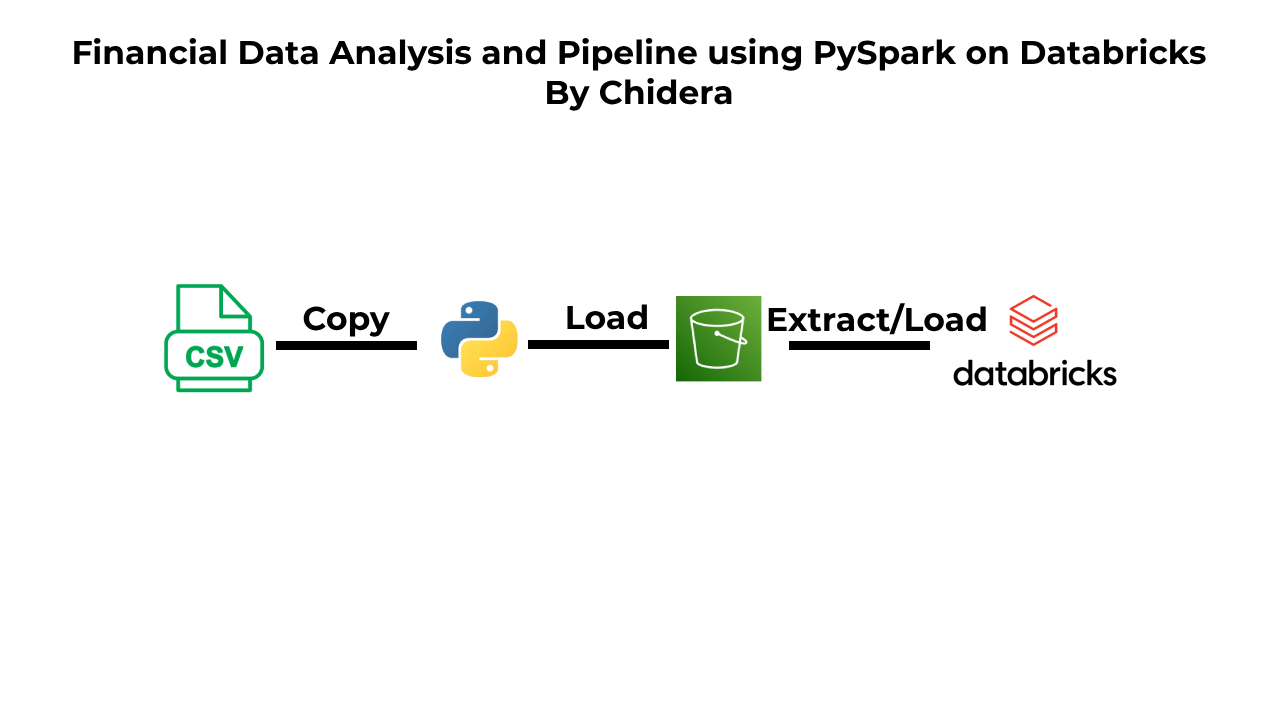 Financial Data Analysis and Pipeline using PySpark on Databricks
By Chidera
Copy
Load
Extract/Load
CSV
databricks